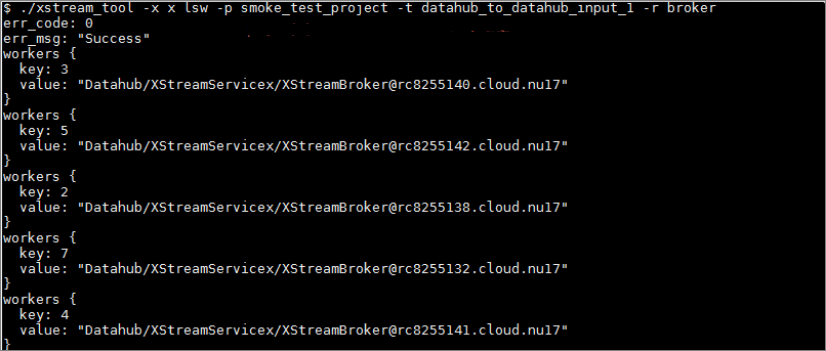 $ ./xstream_tool -x x lsw -p smoke_test_project -t datahub_to_datahub_input_1 -r broker
err_code: 0
err_msg: "Success"
workers {
  key: 3
  value: "Datahub/XStreamServicex/XStreamBroker@rc8255140.cloud.nu17"
}
workers {
  key: 5
  value: "Datahub/XStreamServicex/XStreamBroker@rc8255142.cloud.nu17"
}
workers {
  key: 2
  value: "Datahub/XStreamServicex/XStreamBroker@rc8255138.cloud.nu17"
}
workers {
  key: 7
  value: "Datahub/XStreamServicex/XStreamBroker@rc8255132.cloud.nu17"
}
workers {
  key: 4
  value: "Datahub/XStreamServicex/XStreamBroker@rc8255141.cloud.nu17"
}